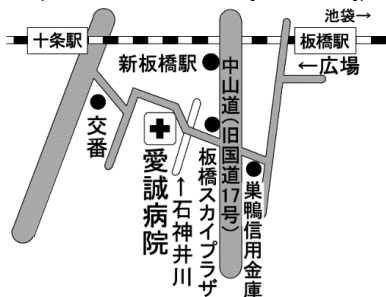 池袋→
十条駅
板橋駅
←広場
新板橋駅
中山道(旧国道17号)
交番
愛誠病院
←石神井川
板橋スカイプラザ
巣鴨信用金庫